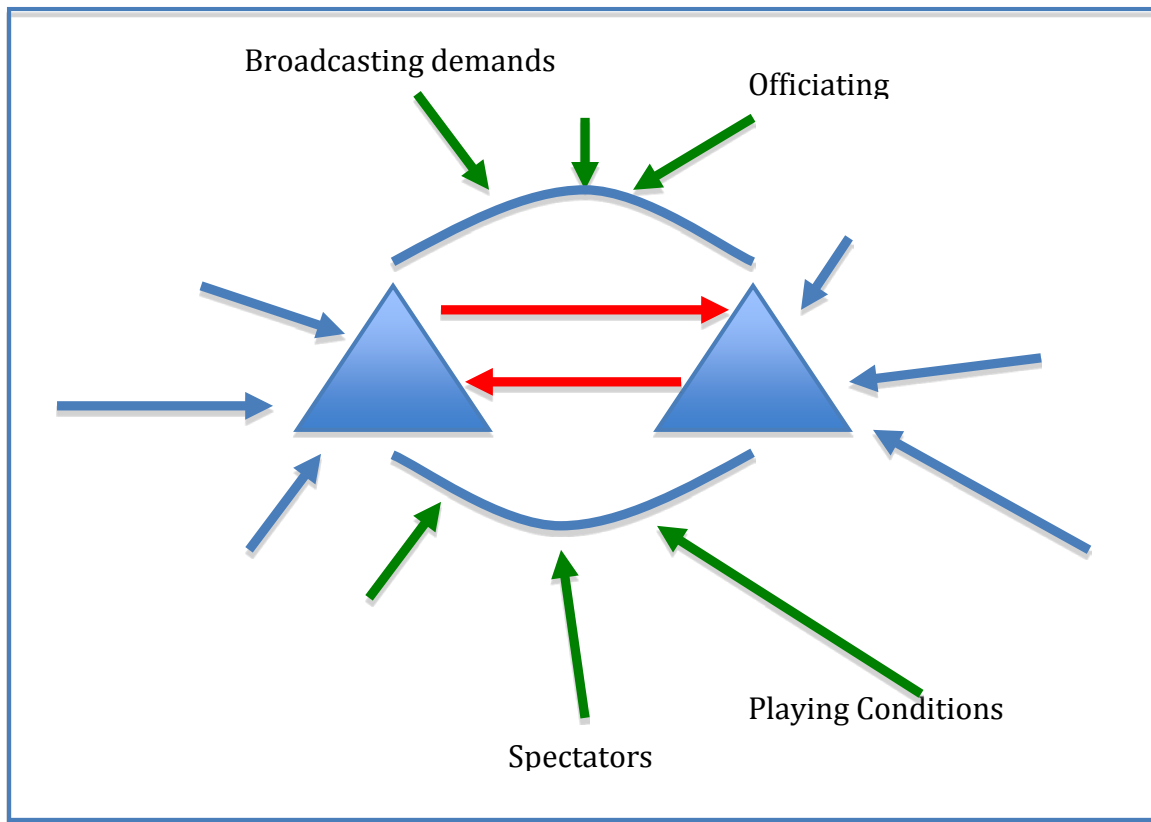 Broadcasting demands
Officiating
Playing Conditions
Spectators